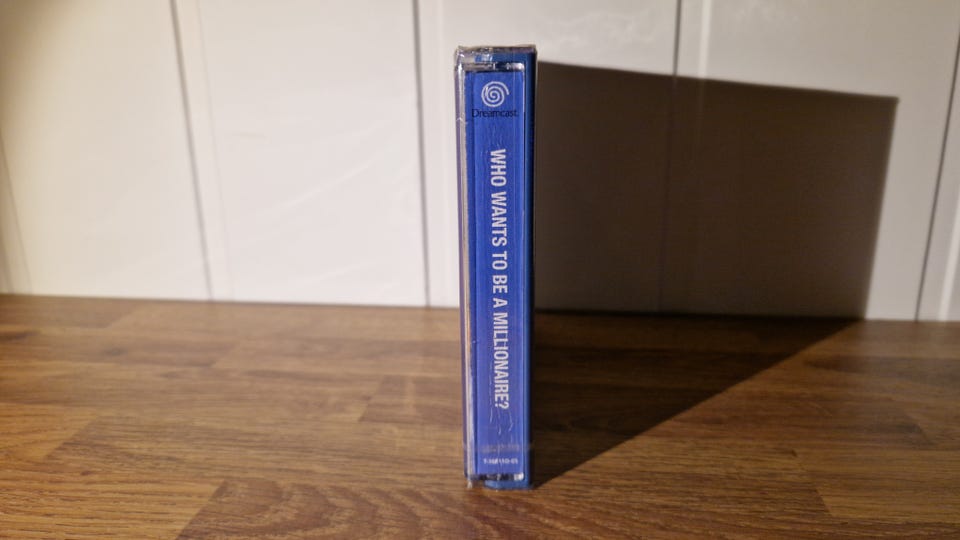 Dreamcast
WHO WANTS TO BE A MILLIONAIRE?